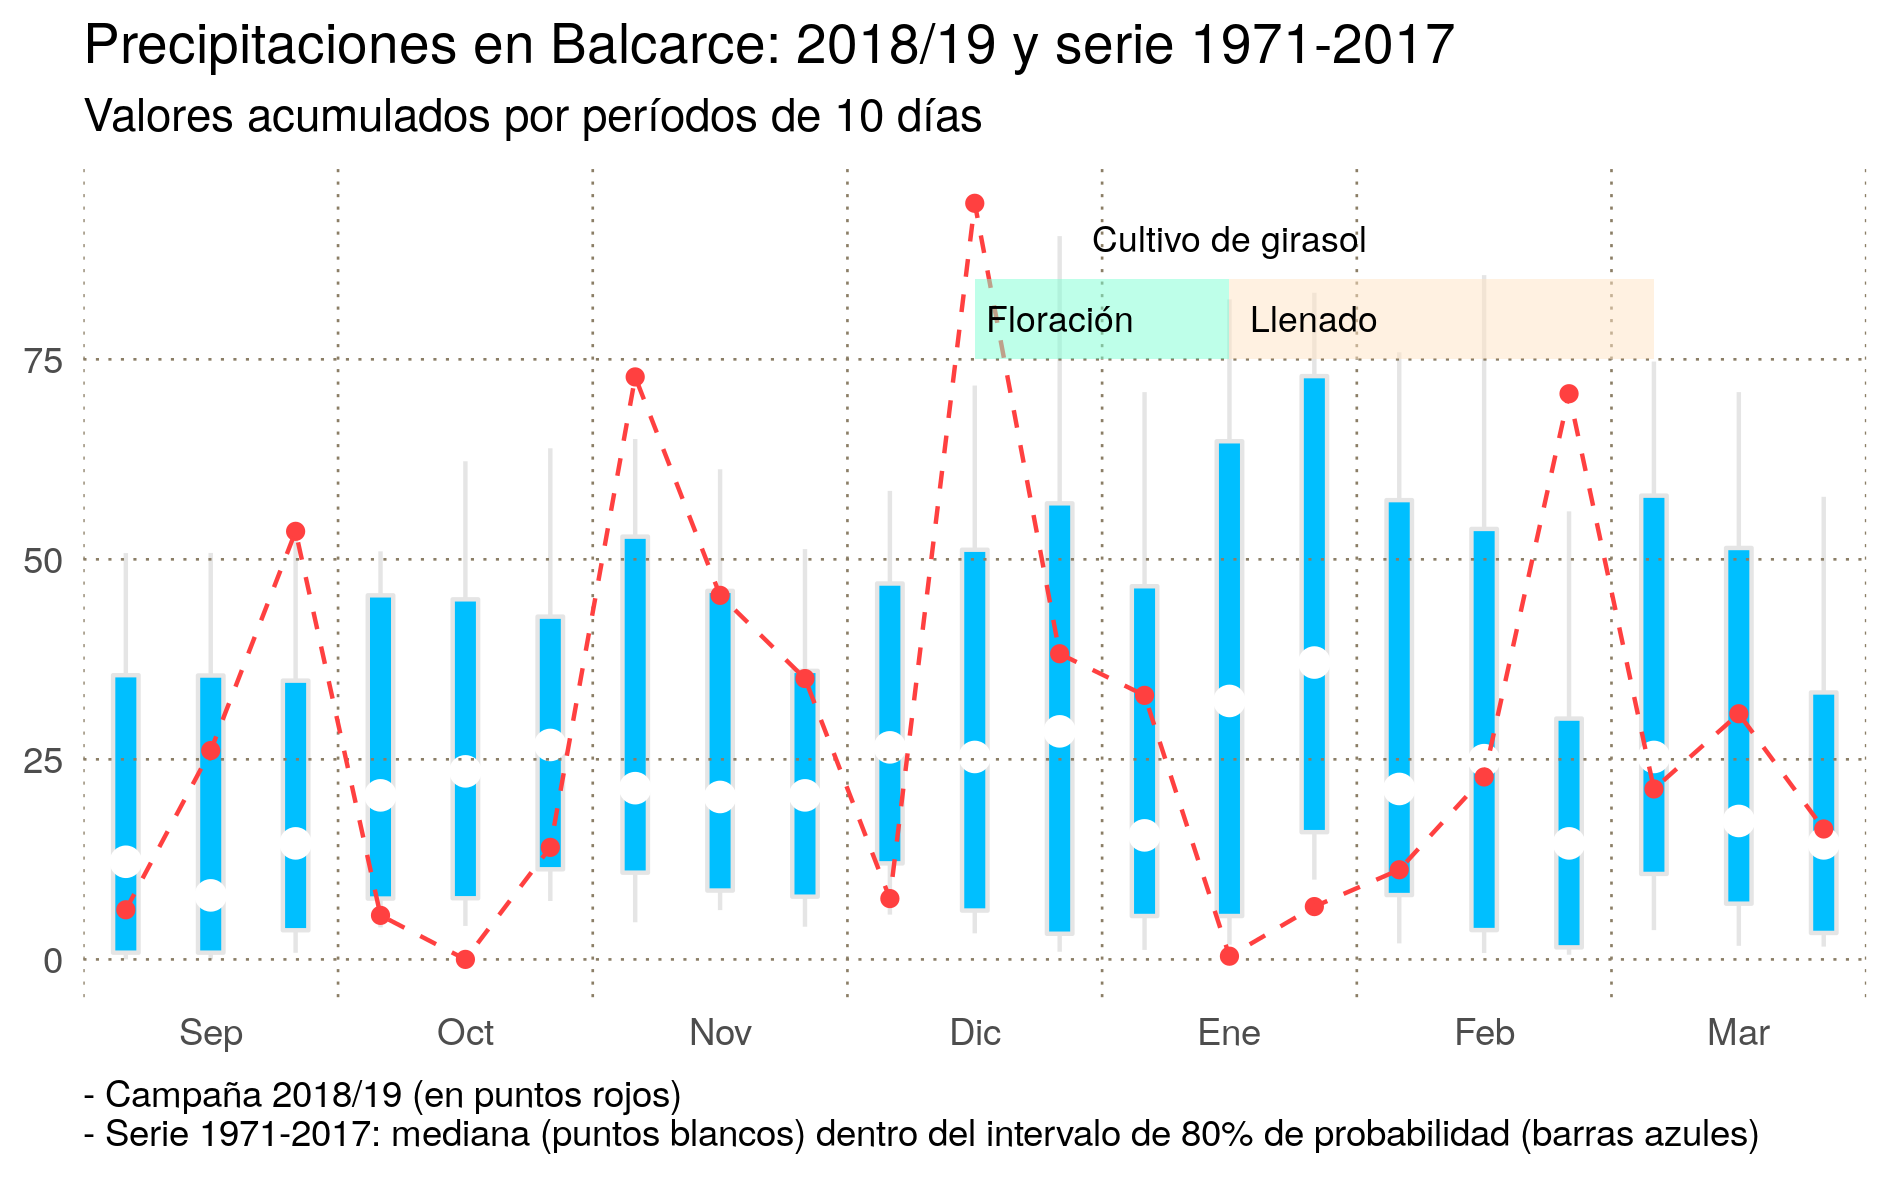 Precipitaciones en Balcarce: 2018/19 y serie 1971-2017
Valores acumulados por períodos de 10 días
Cultivo de girasol
Floración
Llenado
75
50
25
0
Sep
Oct
Nov
Dic
Ene
Feb
Mar
- Campaña 2018/19 (en puntos rojos)
- Serie 1971-2017: mediana (puntos blancos) dentro del intervalo de 80% de probabilidad (barras azules)